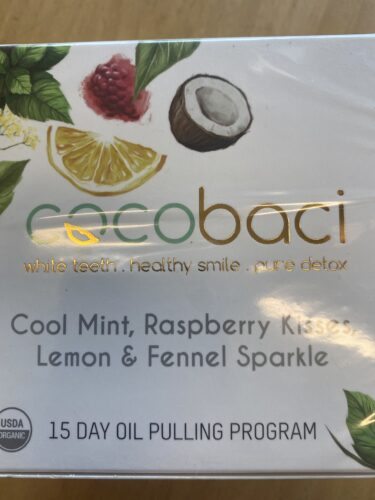 cocobaci
white teeth . healthy smile . pure detox
Cool Mint, Raspberry Kisses,
Lemon & Fennel Sparkle
USDA
ORGANIC
15 DAY OIL PULLING PROGRAM